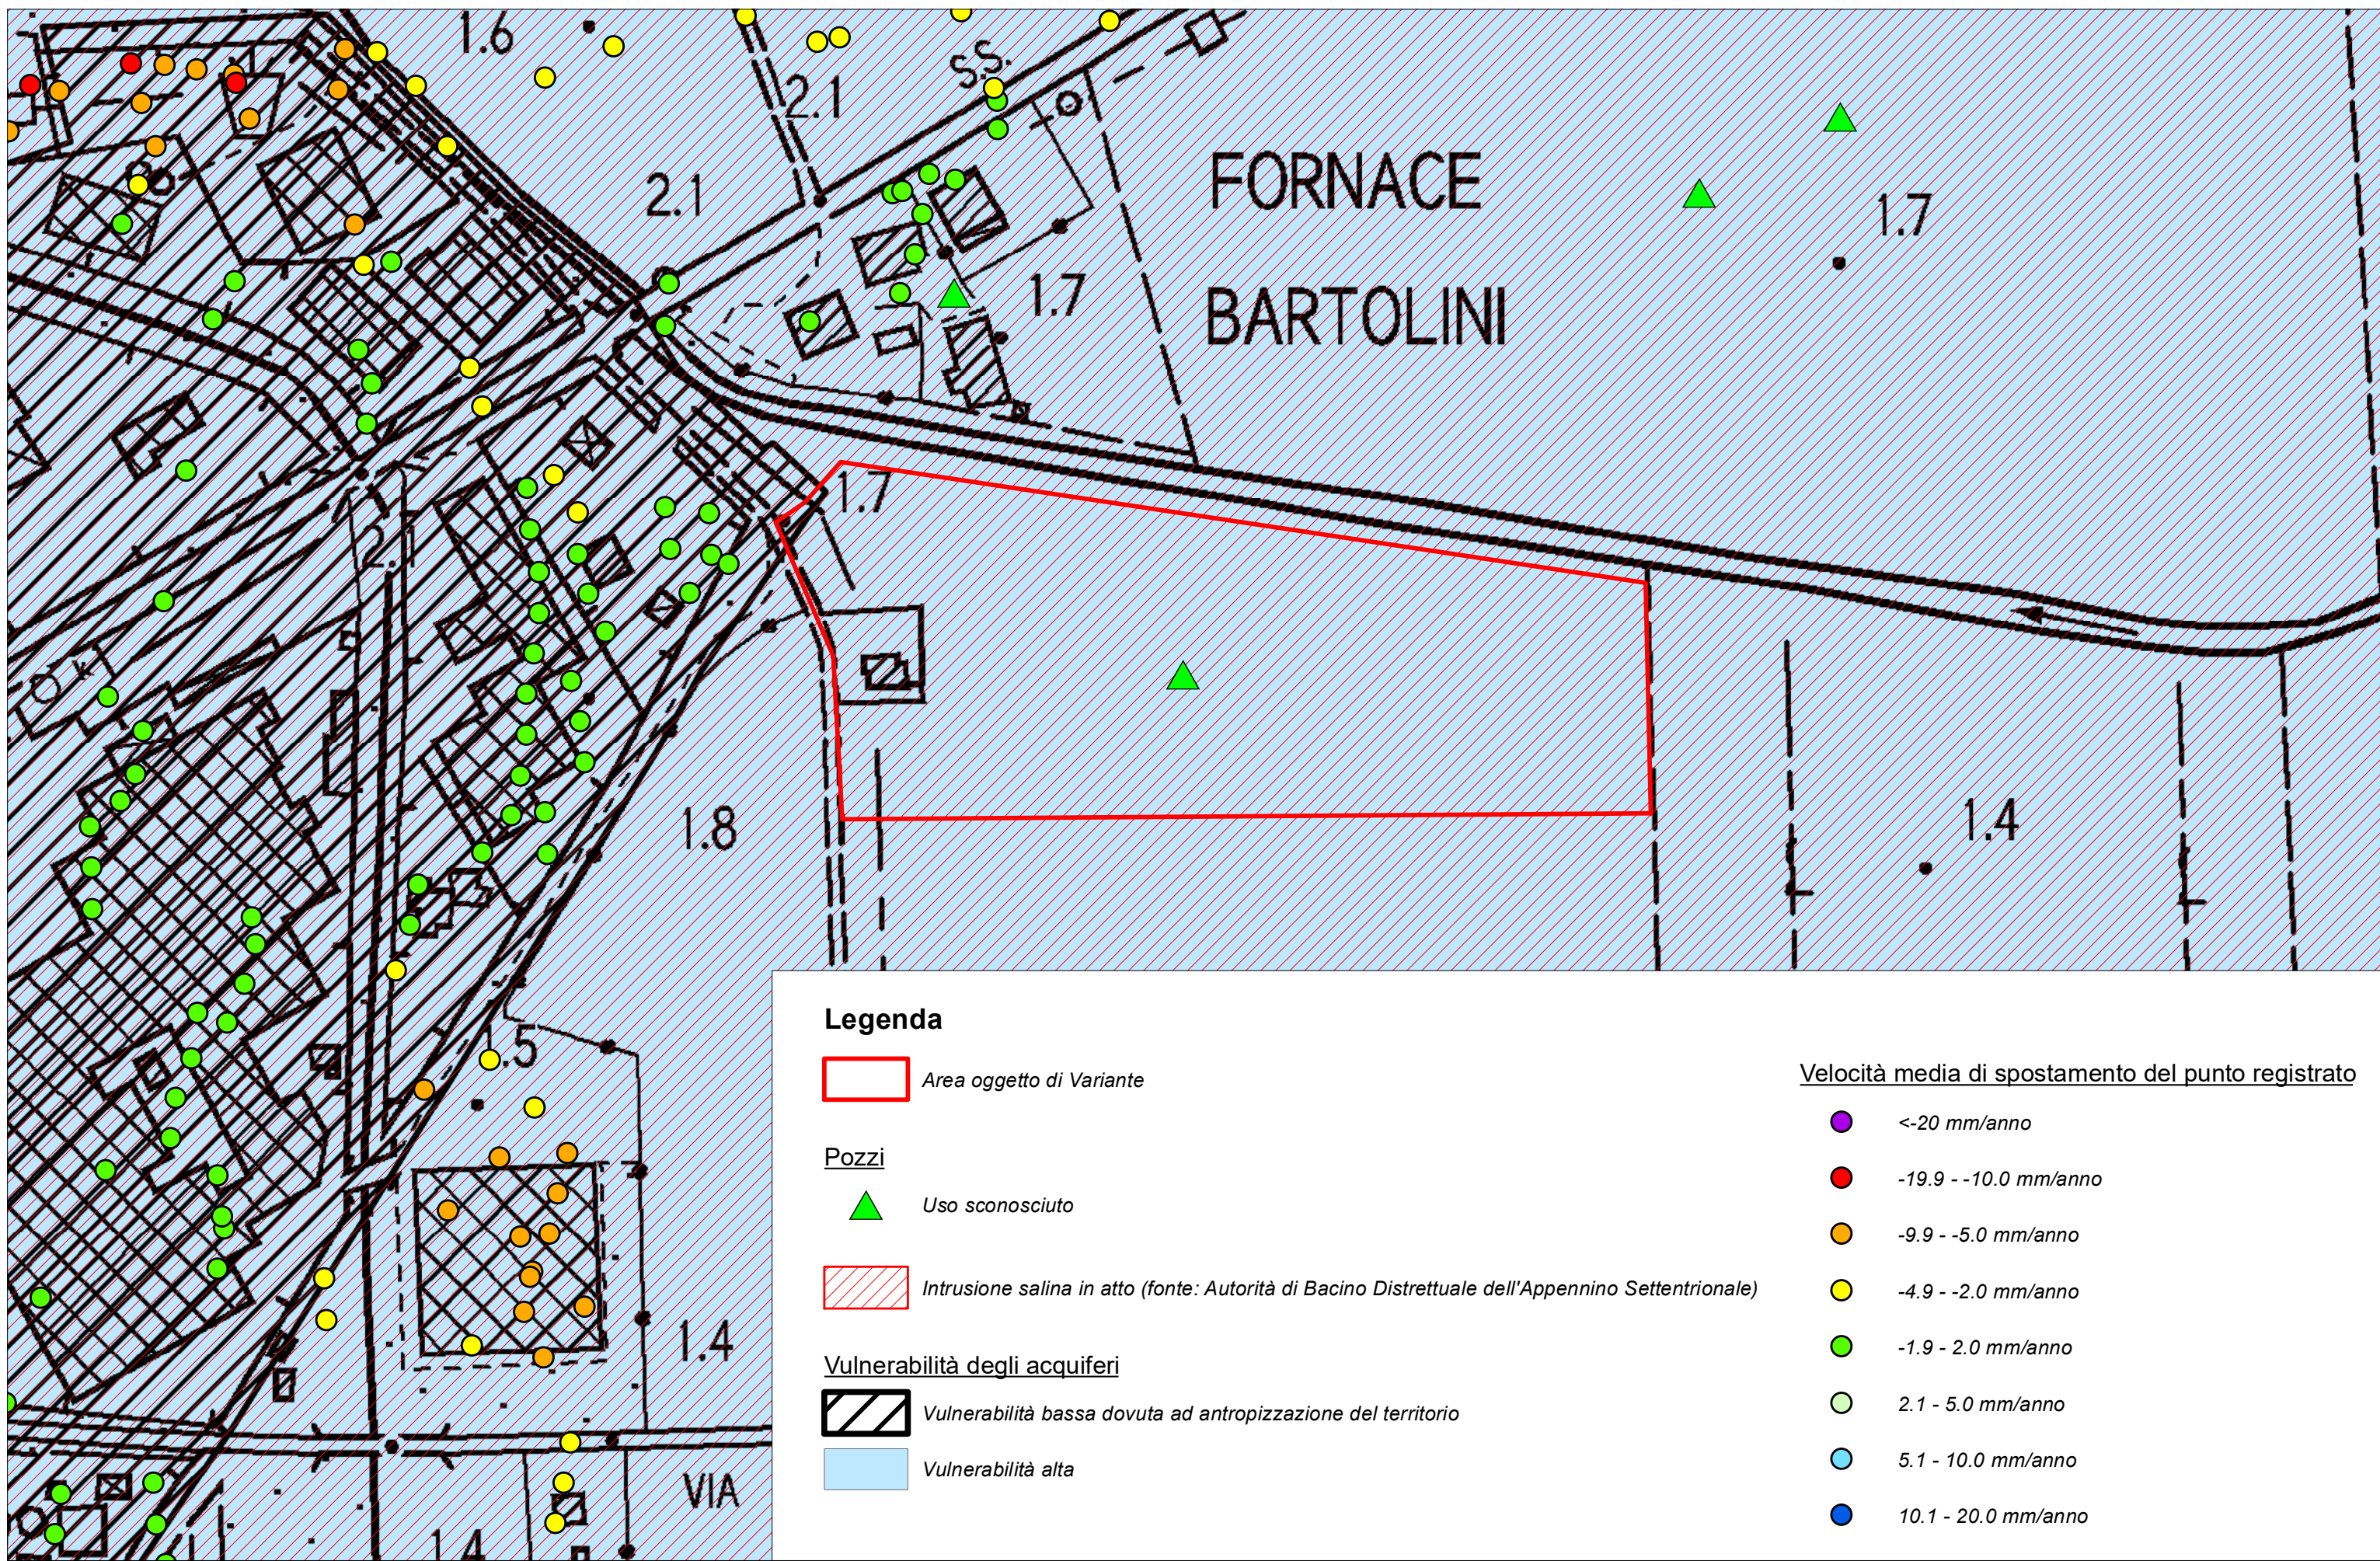 1.6
S.S.
2.1
2.1
FORNACE
1.7
BARTOLINI
1.7
1.7
2.1
1.8
1.4
.5
1.4
VIA
1.4
Legenda
Area oggetto di Variante
Pozzi
Uso sconosciuto
Intrusione salina in atto (fonte: Autorità di Bacino Distrettuale dell'Appennino Settentrionale)
Vulnerabilità degli acquiferi
Vulnerabilità bassa dovuta ad antropizzazione del territorio
Vulnerabilità alta
Velocità media di spostamento del punto registrato
<-20 mm/anno
-19.9 - -10.0 mm/anno
-9.9 - -5.0 mm/anno
-4.9 - -2.0 mm/anno
-1.9 - 2.0 mm/anno
2.1 - 5.0 mm/anno
5.1 - 10.0 mm/anno
10.1 - 20.0 mm/anno